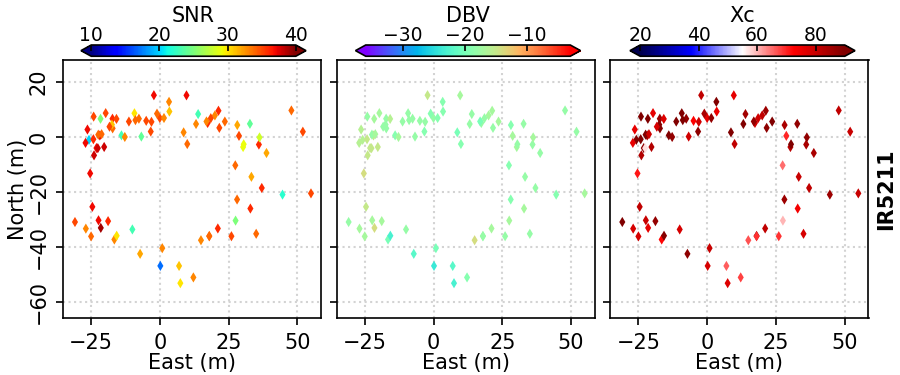 SNR DBV Xc
10 20 30 40 −30 −20 −10 20 40 60 80
20
0
−20
−40
−60
North (m)
−25 0 25 50 −25 0 25 50 −25 0 25 50
East (m) East (m) East (m)
IR5211